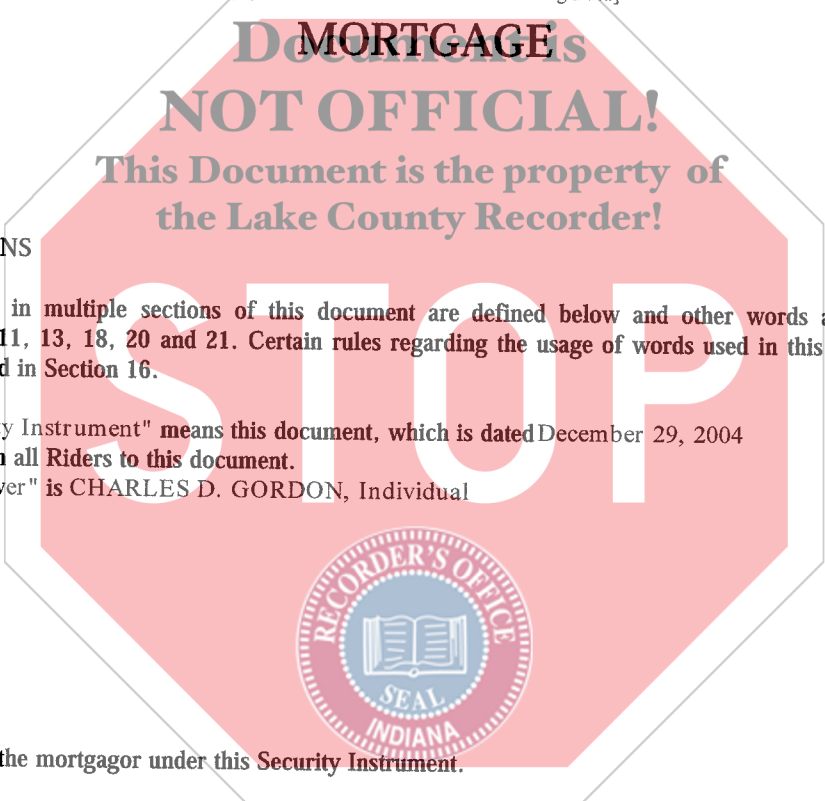 MORTGAGE
Document is
NOT OFFICIAL!
This Document is the property of
the Lake County Recorder!
NS
in multiple sections of this document are defined below and other words
11, 13, 18, 20 and 21. Certain rules regarding the usage of words used in this
d in Section 16.
STOP
y Instrument" means this document, which is dated December 29, 2004
all Riders to this document.
er" is CHARLES D. GORDON, Individual
RECORDER'S OFFICE
SEAL
INDIANA
the mortgagor under this Security Instrument.